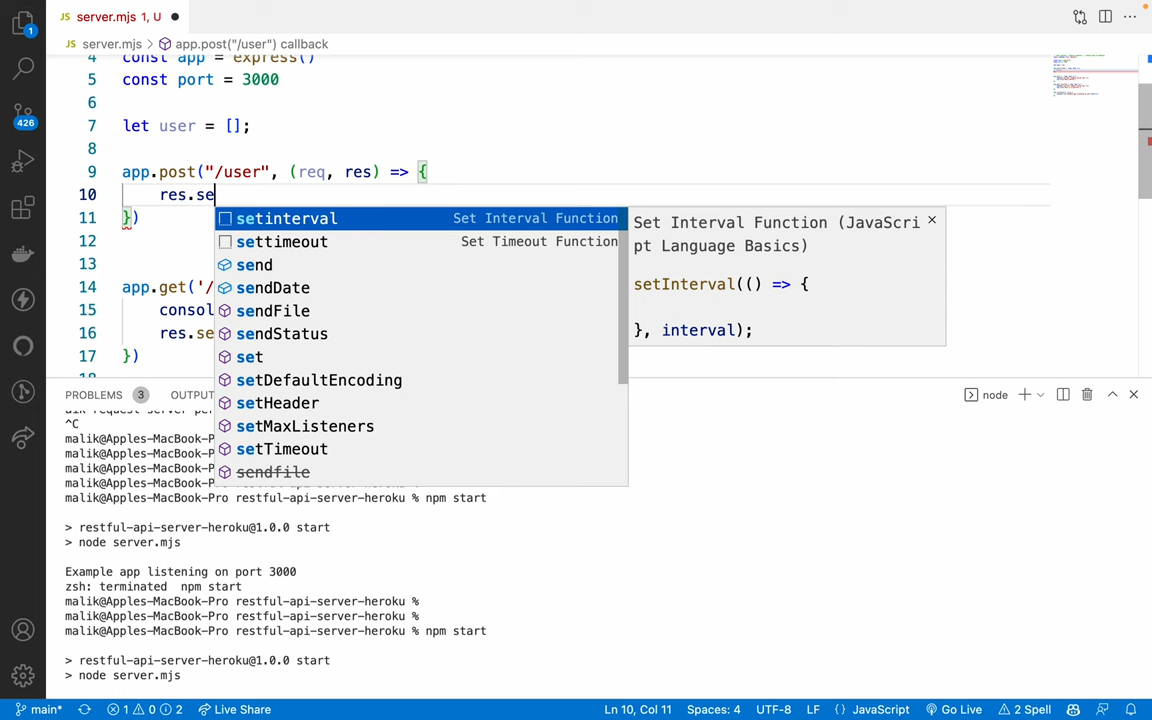 JS server.mjs 1, U ●
JS server.mjs > app.post("/user") callback
4 const app = express()
5 const port = 3000
6
7 let user = [];
8
9 app.post("/user", (req, res) => {
10 res.se
11 })
12
13
14 app.get('/
15 consol
16 res.se
17 })
setinterval Set Interval Function
settimeout Set Timeout Function
send
sendDate
sendFile
sendStatus
set
setDefaultEncoding
setHeader
setMaxListeners
setTimeout
sendfile
Set Interval Function (JavaScri
pt Language Basics)
setInterval(() => {
}, interval);
1
426
PROBLEMS 3 OUTPUT
node
^C
malik@Apples-MacBook-P
malik@Apples-MacBook-P
malik@Apples-MacBook-P
malik@Apples-MacBook-P
malik@Apples-MacBook-Pro restful-api-server-heroku % npm start
> restful-api-server-heroku@1.0.0 start
> node server.mjs
Example app listening on port 3000
zsh: terminated npm start
malik@Apples-MacBook-Pro restful-api-server-heroku %
malik@Apples-MacBook-Pro restful-api-server-heroku %
malik@Apples-MacBook-Pro restful-api-server-heroku % npm start
> restful-api-server-heroku@1.0.0 start
> node server.mjs
main* 1 0 2 Live Share Ln 10, Col 11 Spaces: 4 UTF-8 LF {} JavaScript Go Live 2 Spell